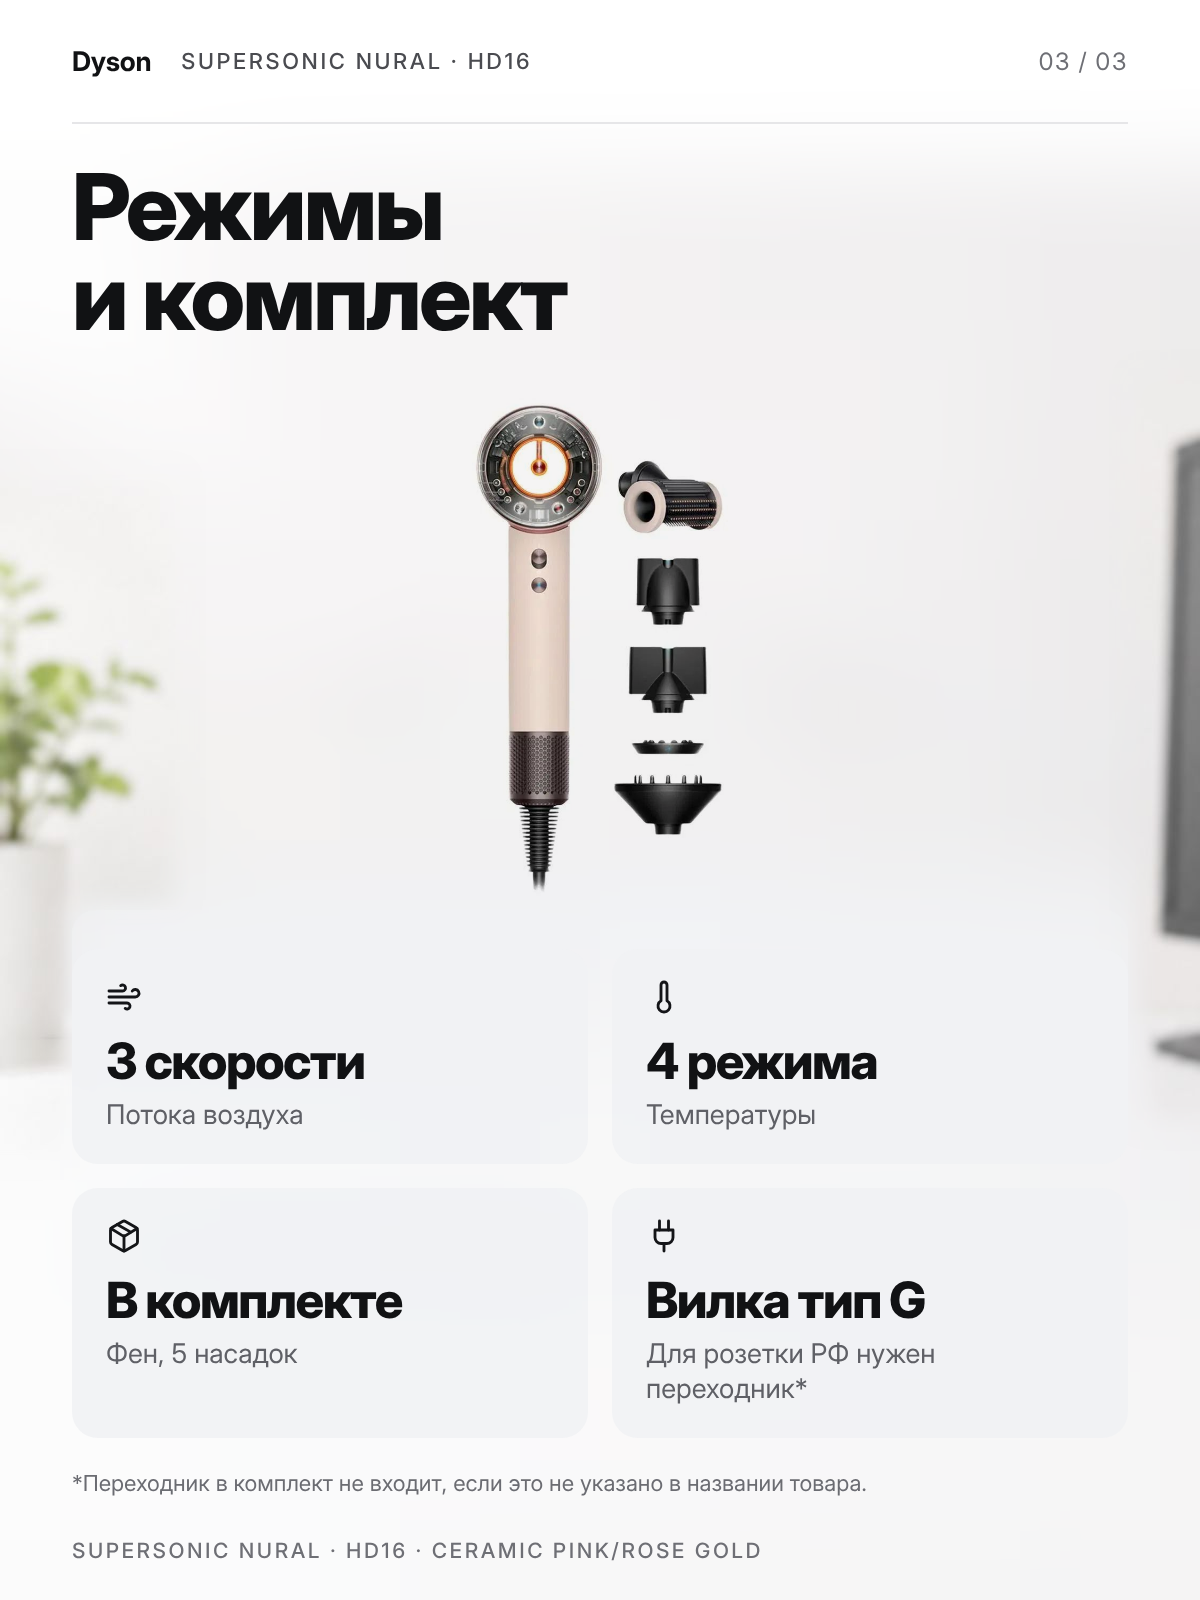 Dyson SUPERSONIC NURAL · HD16 03 / 03
Режимы
и комплект
3 скорости
Потока воздуха
4 режима
Температуры
В комплекте
Фен, 5 насадок
Вилка тип G
Для розетки РФ нужен
переходник*
*Переходник в комплект не входит, если это не указано в названии товара.
SUPERSONIC NURAL · HD16 · CERAMIC PINK/ROSE GOLD